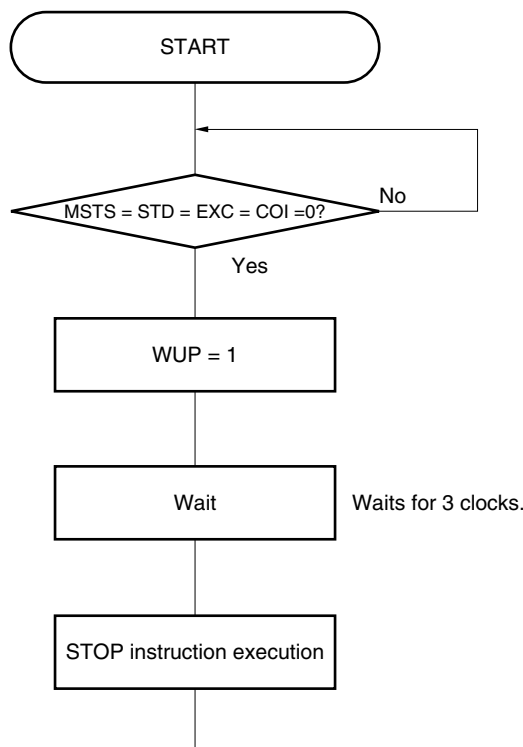 START
MSTS = STD = EXC = COI =0?
No
Yes
WUP = 1
Wait
Waits for 3 clocks.
STOP instruction execution